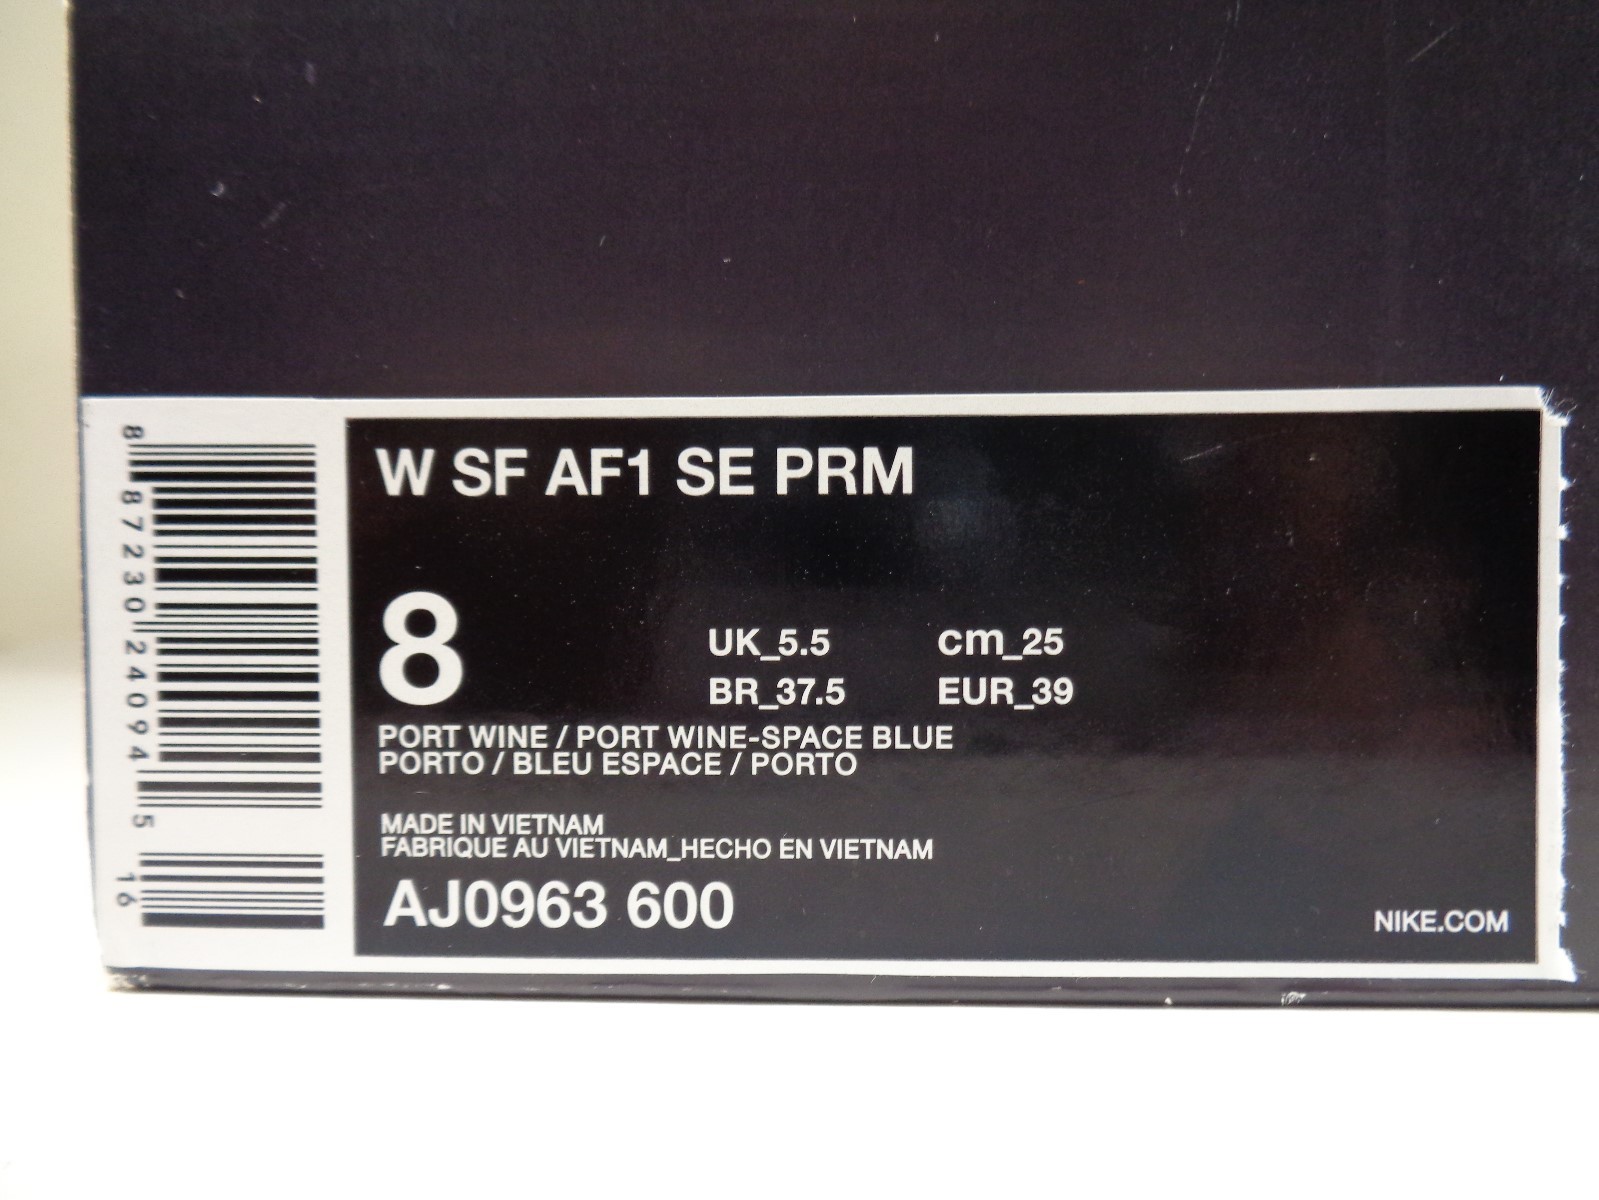 W SF AF1 SE PRM
8
UK_5.5 cm_25
BR_37.5 EUR_39
PORT WINE / PORT WINE-SPACE BLUE
PORTO / BLEU ESPACE / PORTO
MADE IN VIETNAM
FABRIQUE AU VIETNAM_HECHO EN VIETNAM
AJ0963 600
NIKE.COM
8 87230 24094 5
16